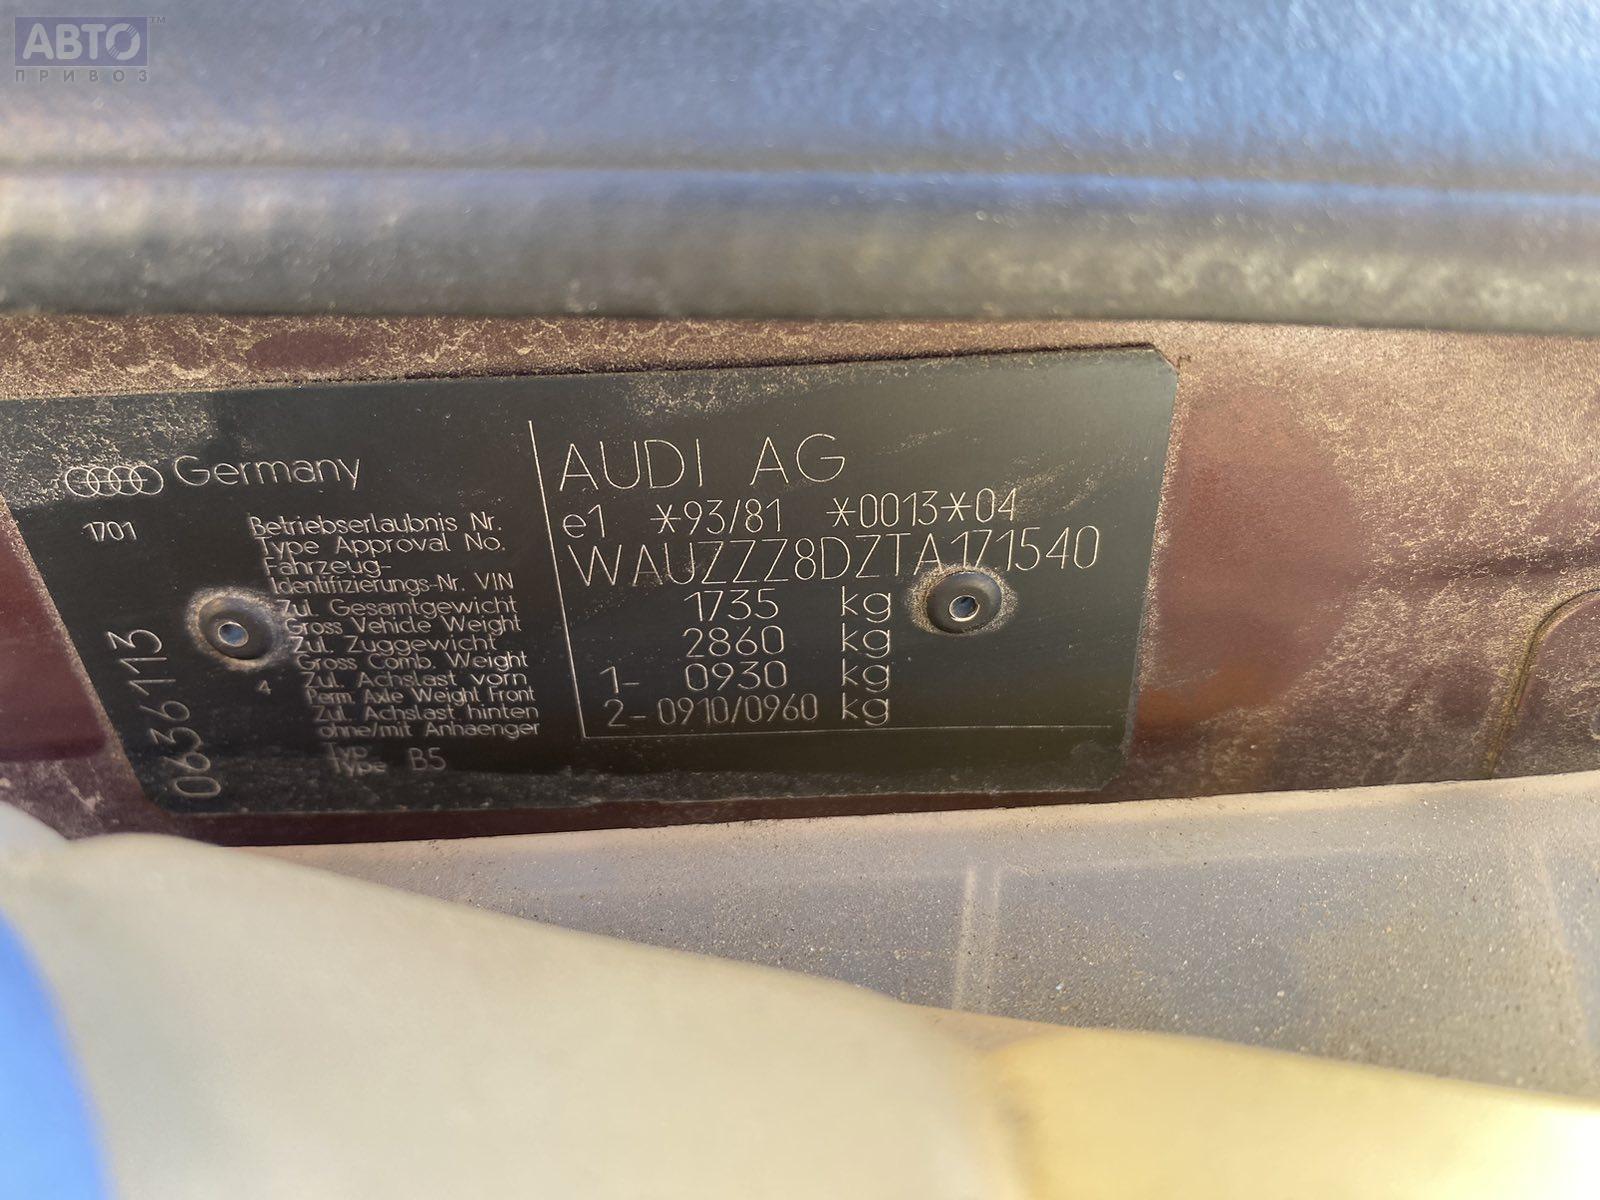 АВТО™
ПРИВОЗ
Germany
1701
0636113
4
Betriebserlaubnis Nr.
Type Approval No.
Fahrzeug-
Identifizierungs-Nr. VIN
Zul. Gesamtgewicht
Gross Vehicle Weight
Zul. Zuggewicht
Gross Comb. Weight
Zul. Achslast vorn
Perm. Axle Weight Front
Zul. Achslast hinten
ohne/mit Anhaenger
Typ
Type B5
AUDI AG
e1 *93/81 *0013*04
WAUZZZ8DZTA171540
1735 kg
2860 kg
1- 0930 kg
2- 0910/0960 kg